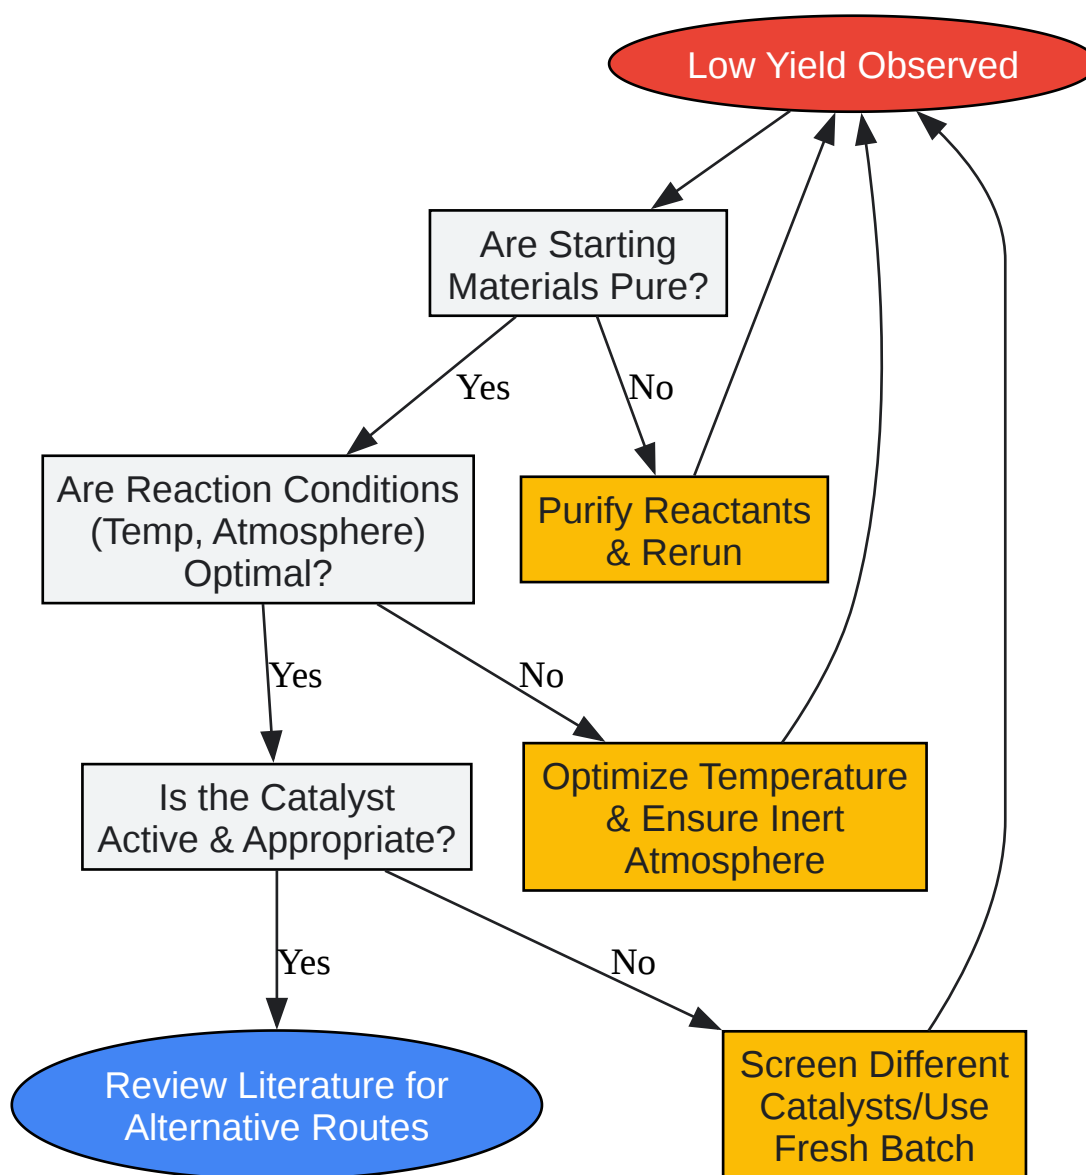 Low Yield Observed
Are Starting
Materials Pure?
Yes
No
Are Reaction Conditions
(Temp, Atmosphere)
Optimal?
Purify Reactants
& Rerun
Yes
No
Is the Catalyst
Active & Appropriate?
Optimize Temperature
& Ensure Inert
Atmosphere
Yes
No
Review Literature for
Alternative Routes
Screen Different
Catalysts/Use
Fresh Batch